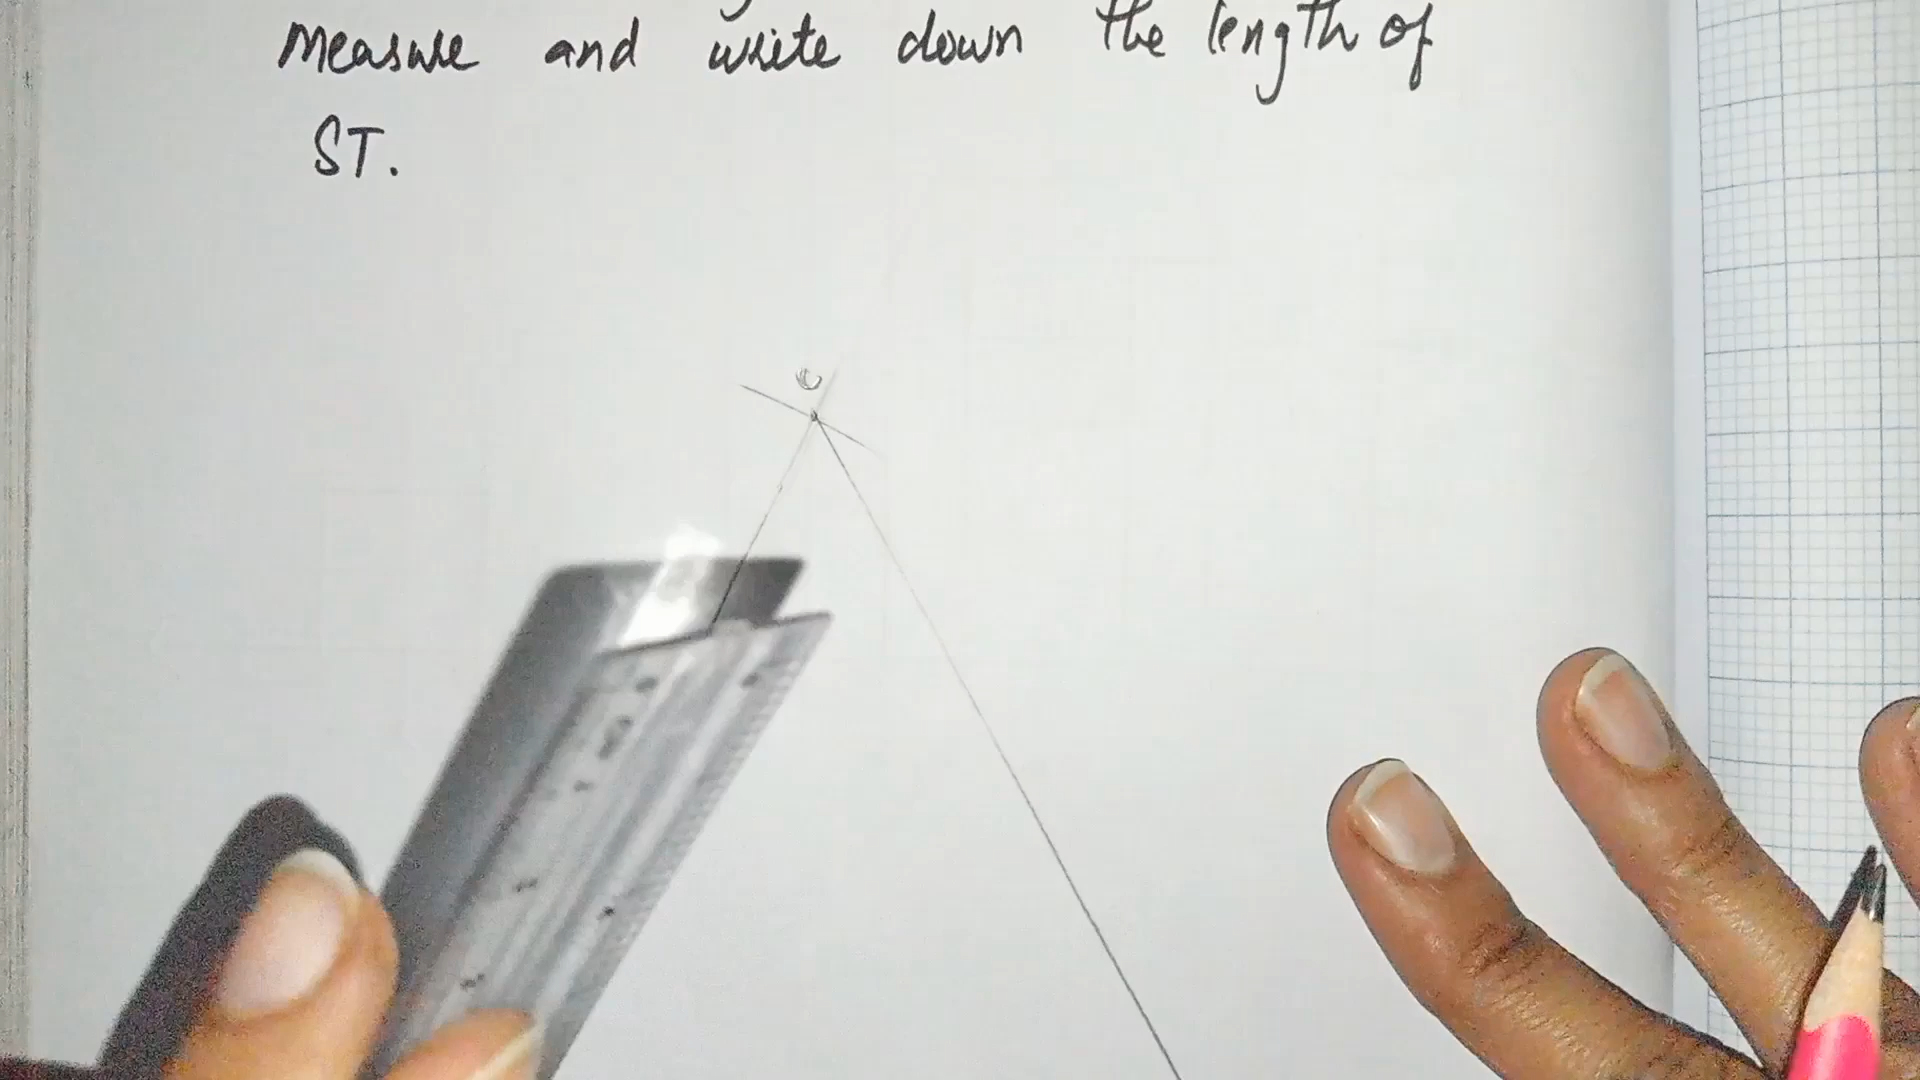 Measure and write down the length of
ST.
C